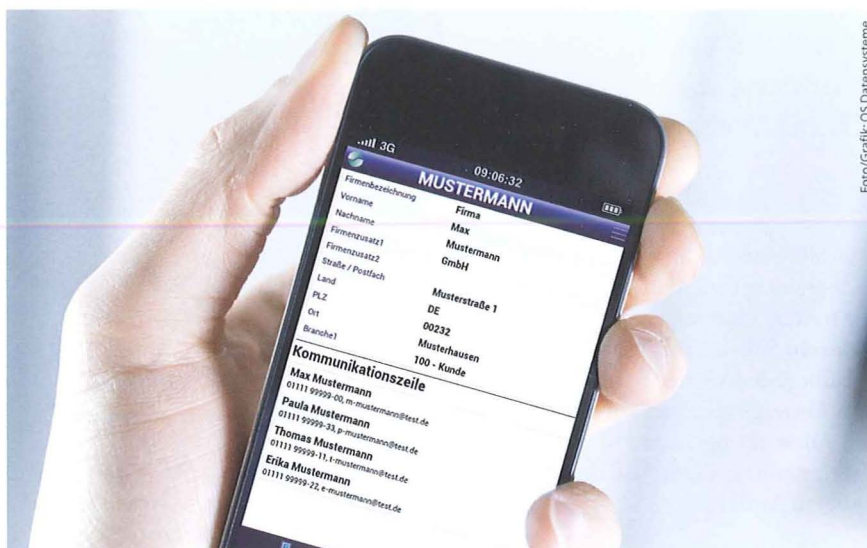 Foto/Grafik: OS Datensysteme
3G
09:06:32
MUSTERMANN
Firmenbezeichnung Firma
Vorname Max
Nachname Mustermann
Firmenzusatz1 GmbH
Firmenzusatz2
Straße / Postfach Musterstraße 1
Land DE
PLZ 00232
Ort Musterhausen
Branche1 100 - Kunde
Kommunikationszeile
Max Mustermann
01111 99999-00, m-mustermann@test.de
Paula Mustermann
01111 99999-33, p-mustermann@test.de
Thomas Mustermann
01111 99999-11, t-mustermann@test.de
Erika Mustermann
01111 99999-22, e-mustermann@test.de